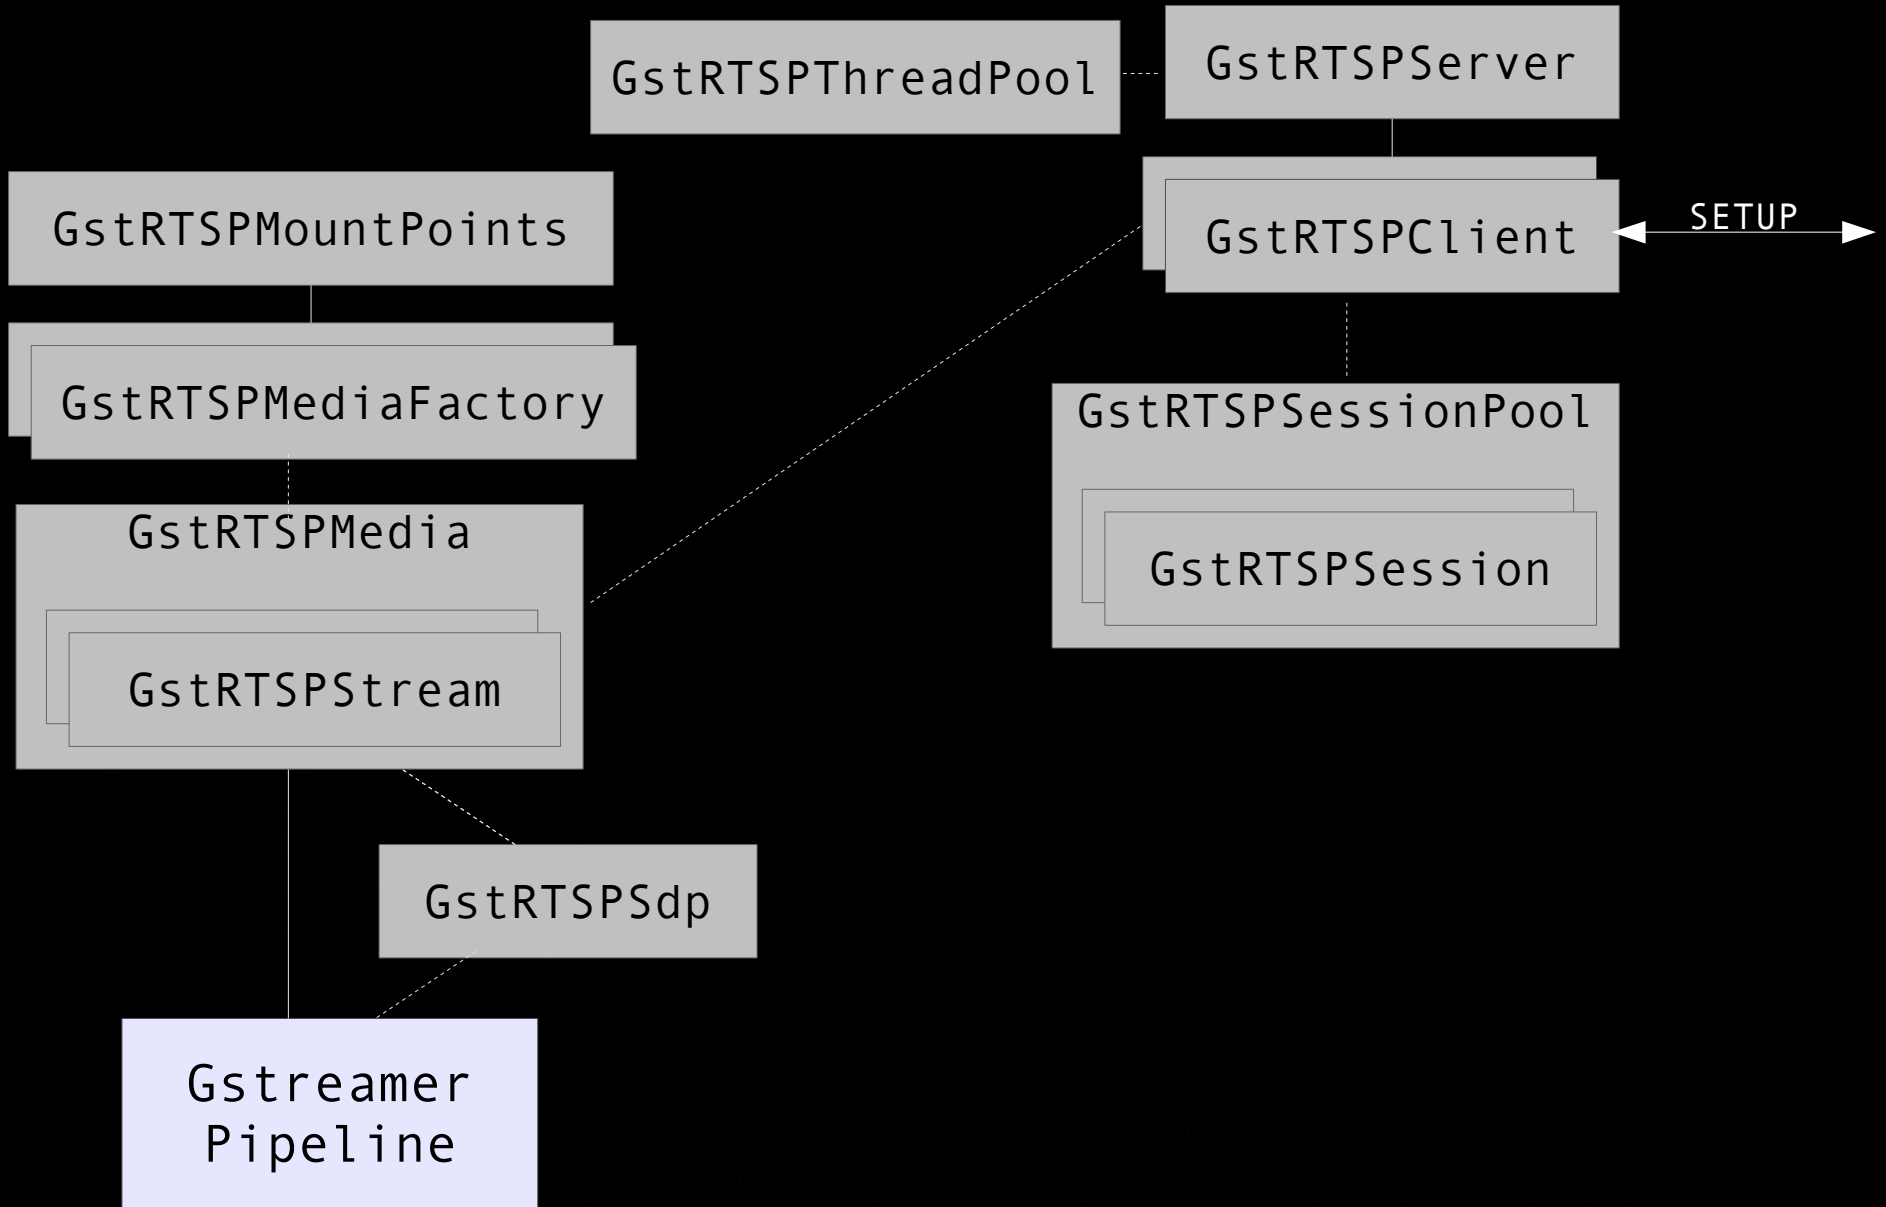 GstRTSPThreadPool
GstRTSPServer
GstRTSPMountPoints
GstRTSPClient
SETUP
GstRTSPMediaFactory
GstRTSPSessionPool
GstRTSPMedia
GstRTSPSession
GstRTSPStream
GstRTSPSdp
Gstreamer
Pipeline